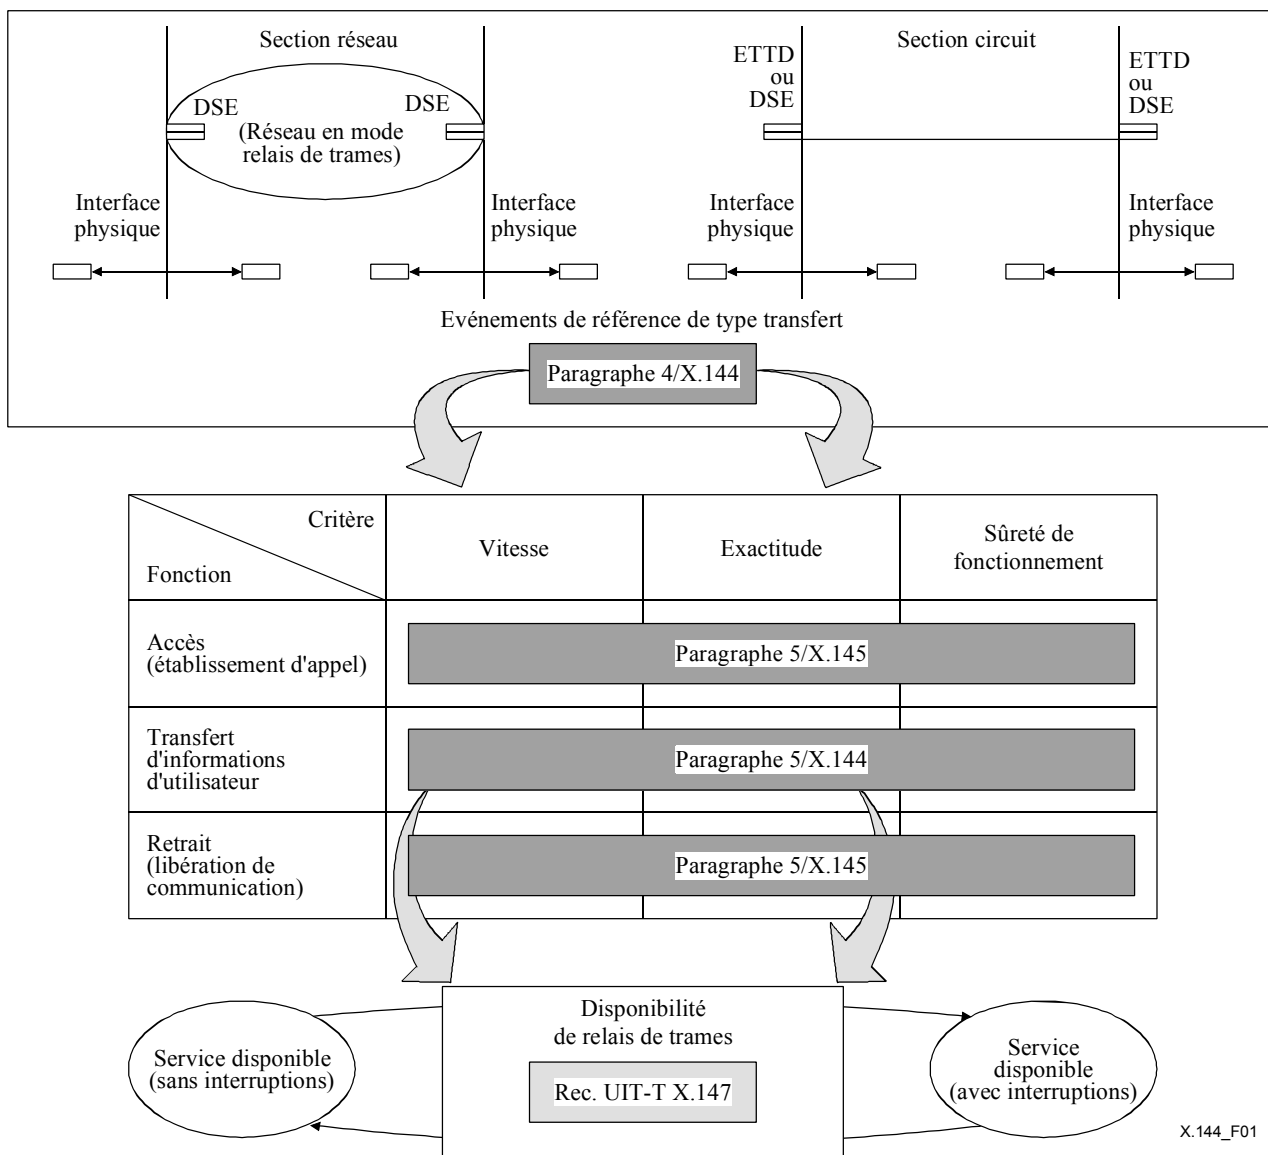 Section réseau
DSE
DSE
(Réseau en mode
relais de trames)
Interface
physique
Interface
physique
Section circuit
ETTD
ou
DSE
ETTD
ou
DSE
Interface
physique
Interface
physique
Evénements de référence de type transfert
Paragraphe 4/X.144
Critère
Fonction
Vitesse
Exactitude
Sûreté de
fonctionnement
Accès
(établissement d'appel)
Paragraphe 5/X.145
Transfert
d'informations
d'utilisateur
Paragraphe 5/X.144
Retrait
(libération de
communication)
Paragraphe 5/X.145
Disponibilité
de relais de trames
Rec. UIT-T X.147
Service disponible
(sans interruptions)
Service
disponible
(avec interruptions)
X.144_F01